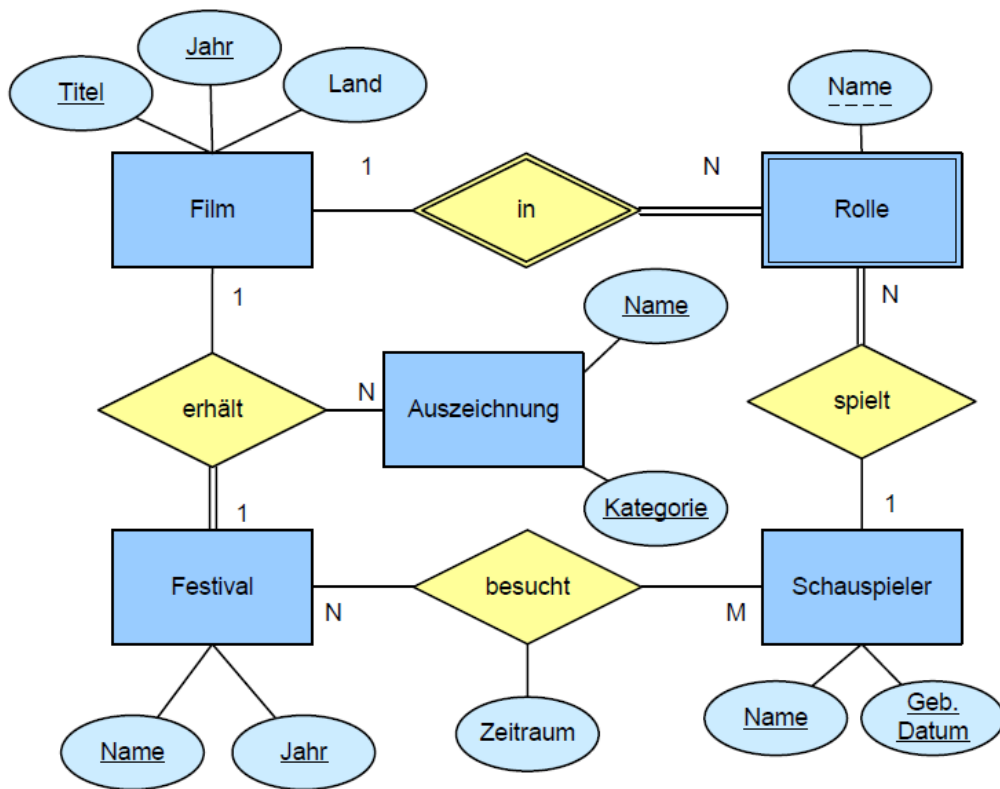 Jahr
Titel
Land
Name
1
N
Film
in
Rolle
1
N
Name
erhält
N
Auszeichnung
spielt
Kategorie
1
1
Festival
besucht
Schauspieler
N
M
Name
Jahr
Zeitraum
Name
Geb.
Datum